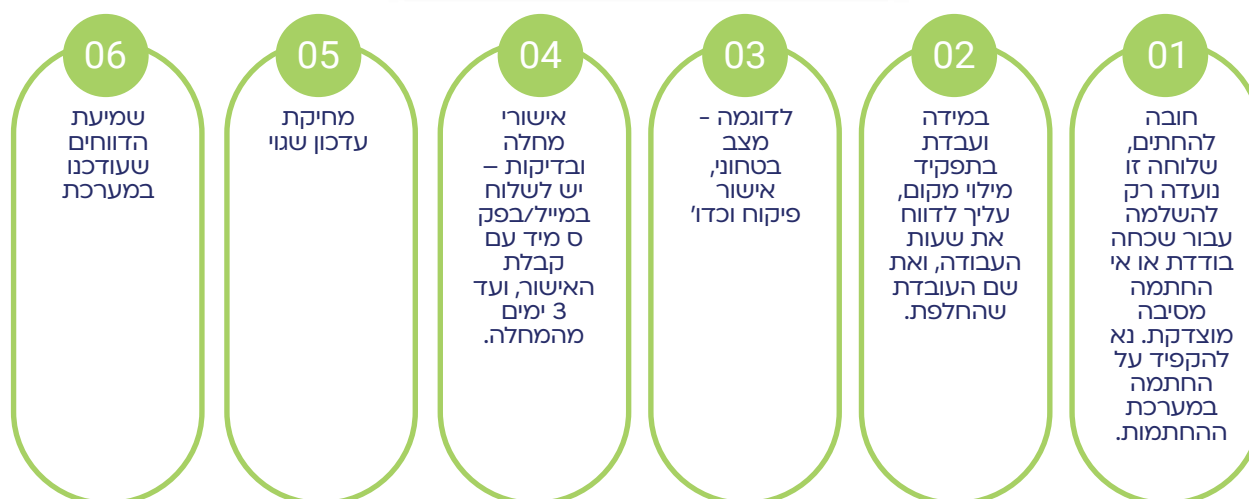 01
חובה
להחתים,
שלוחה זו
נועדה רק
להשלמה
עבור שכחה
בודדת או אי
החתמה
מסיבה
מוצדקת. נא
להקפיד על
החתמה
במערכת
ההחתמות.
02
במידה
ועבדת
בתפקיד
מילוי מקום,
עליך לדווח
את שעות
העבודה, ואת
שם העובדת
שהחלפת.
03
לדוגמה -
מצב
בטחוני,
אישור
פיקוח וכדו'
04
אישורי
מחלה
ובדיקות –
יש לשלוח
במייל/בפק
ס מיד עם
קבלת
האישור, ועד
3 ימים
מהמחלה.
05
מחיקת
עדכון שגוי
06
שמיעת
הדווחים
שעודכנו
במערכת